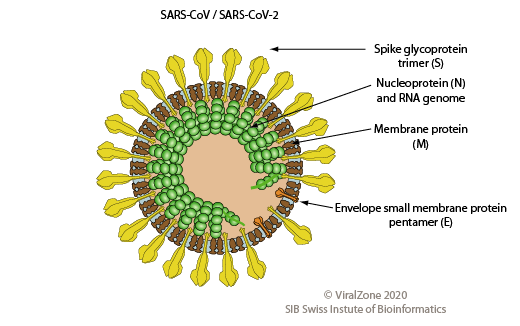 SARS-CoV / SARS-CoV-2
Spike glycoprotein
trimer (S)
Nucleoprotein (N)
and RNA genome
Membrane protein
(M)
Envelope small membrane protein
pentamer (E)
© ViralZone 2020
SIB Swiss Instute of Bioinformatics